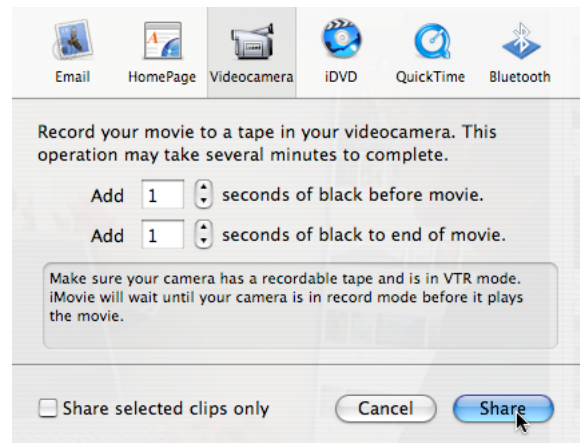 Email HomePage Videocamera iDVD QuickTime Bluetooth
Record your movie to a tape in your videocamera. This
operation may take several minutes to complete.
Add 1 seconds of black before movie.
Add 1 seconds of black to end of movie.
Make sure your camera has a recordable tape and is in VTR mode.
iMovie will wait until your camera is in record mode before it plays
the movie.
Share selected clips only Cancel Share